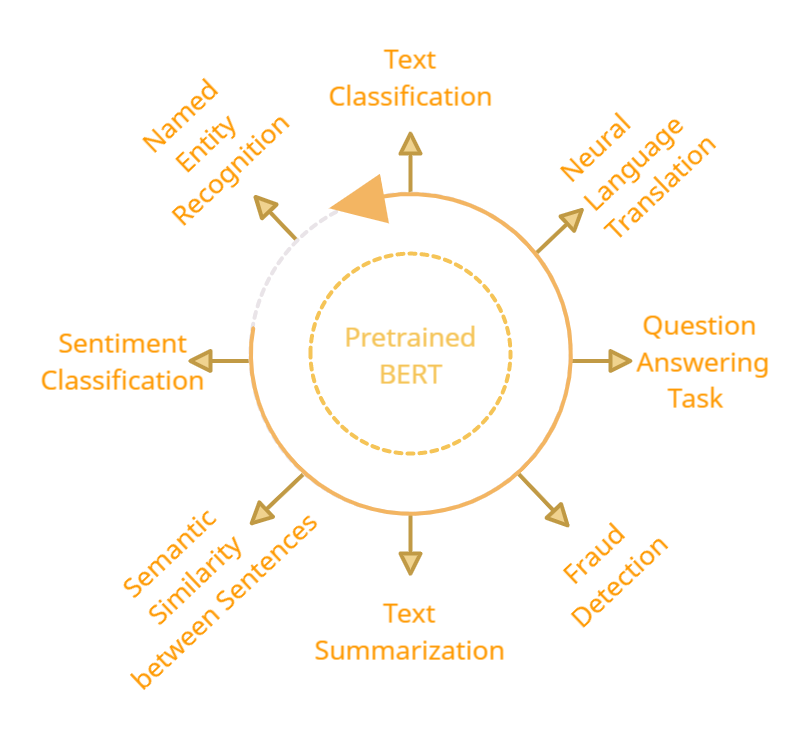 Text
Classification
Neural
Language
Translation
Question
Answering
Task
Fraud
Detection
Text
Summarization
Semantic
Similarity
between Sentences
Sentiment
Classification
Named
Entity
Recognition
Pretrained
BERT